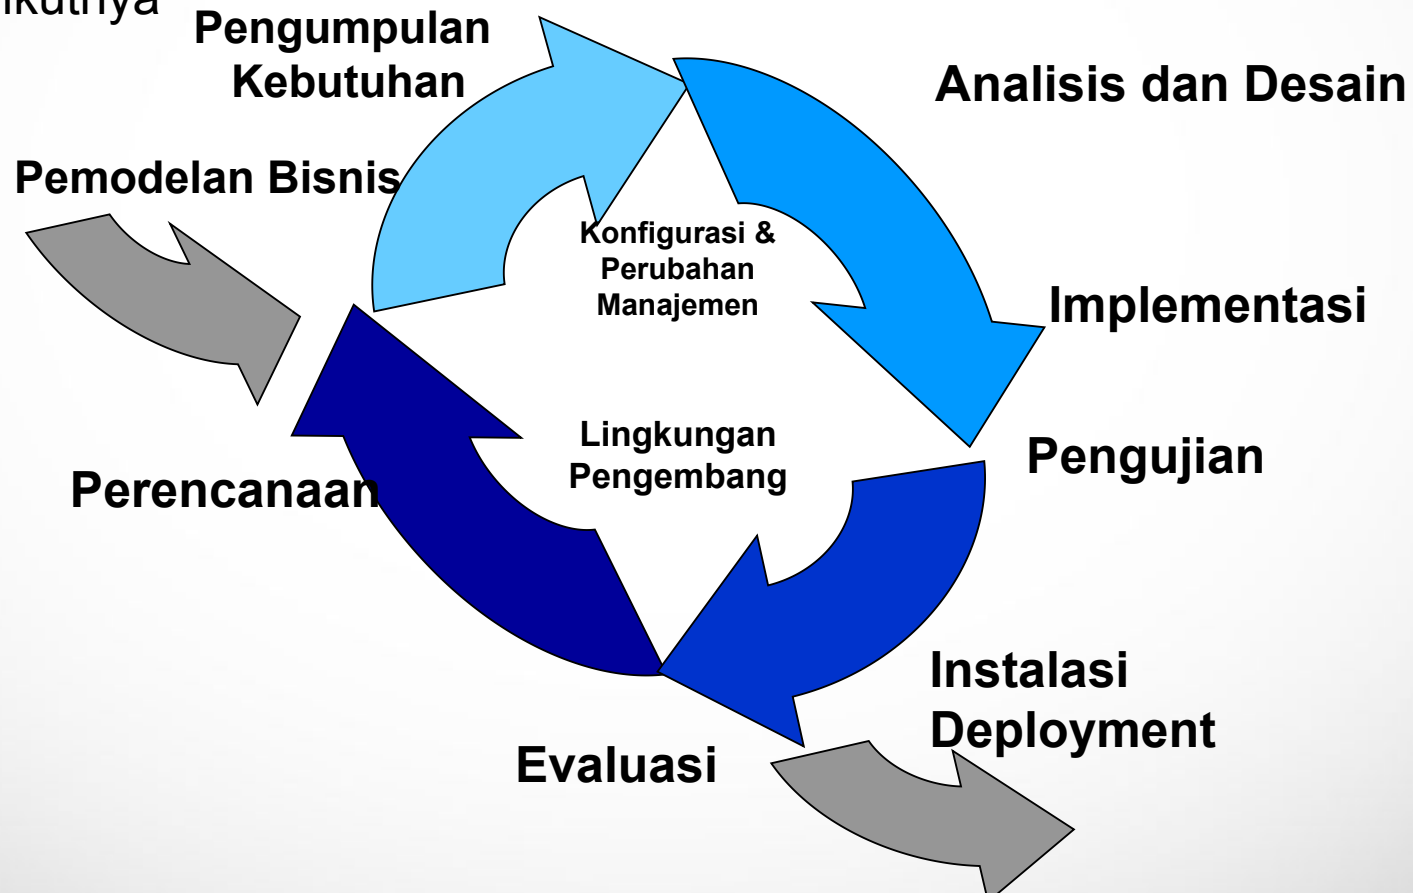 Pengumpulan
Kebutuhan
Analisis dan Desain
Pemodelan Bisnis
Konfigurasi &
Perubahan
Manajemen
Implementasi
Lingkungan
Pengembang
Pengujian
Perencanaan
Instalasi
Deployment
Evaluasi